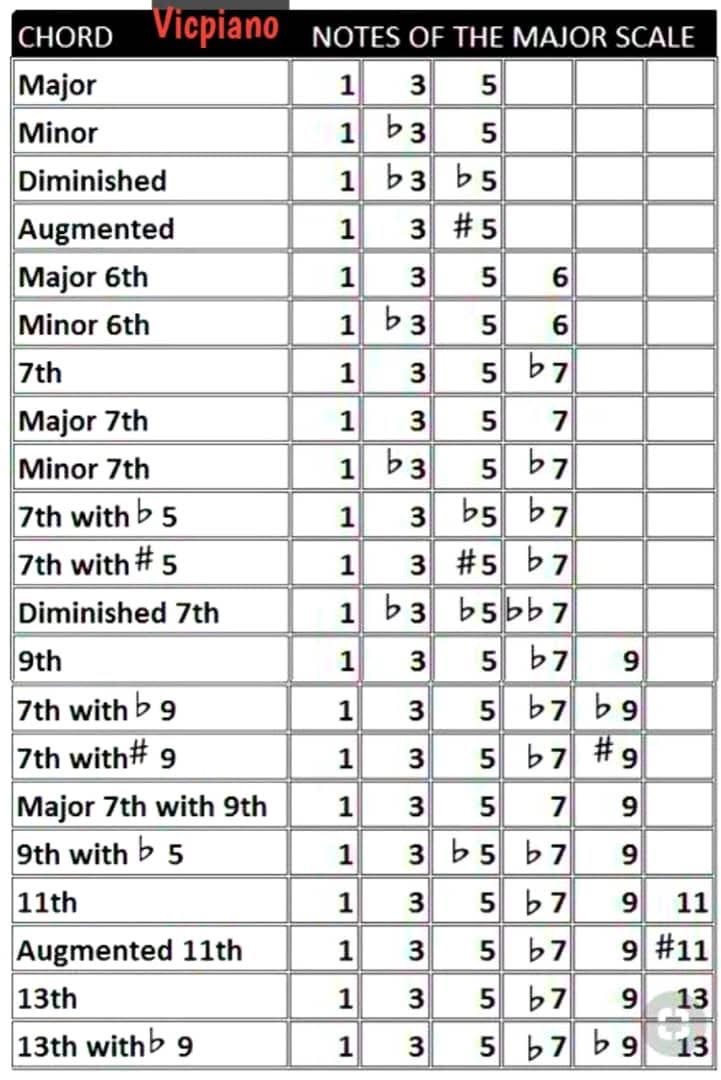 CHORD Vicpiano NOTES OF THE MAJOR SCALE
Major 1 3 5
Minor 1 ♭3 5
Diminished 1 ♭3 ♭5
Augmented 1 3 #5
Major 6th 1 3 5 6
Minor 6th 1 ♭3 5 6
7th 1 3 5 ♭7
Major 7th 1 3 5 7
Minor 7th 1 ♭3 5 ♭7
7th with ♭5 1 3 ♭5 ♭7
7th with #5 1 3 #5 ♭7
Diminished 7th 1 ♭3 ♭5 ♭♭7
9th 1 3 5 ♭7 9
7th with ♭9 1 3 5 ♭7 ♭9
7th with# 9 1 3 5 ♭7 #9
Major 7th with 9th 1 3 5 7 9
9th with ♭ 5 1 3 ♭5 ♭7 9
11th 1 3 5 ♭7 9 11
Augmented 11th 1 3 5 ♭7 9 #11
13th 1 3 5 ♭7 9 13
13th with♭ 9 1 3 5 ♭7 ♭9 13